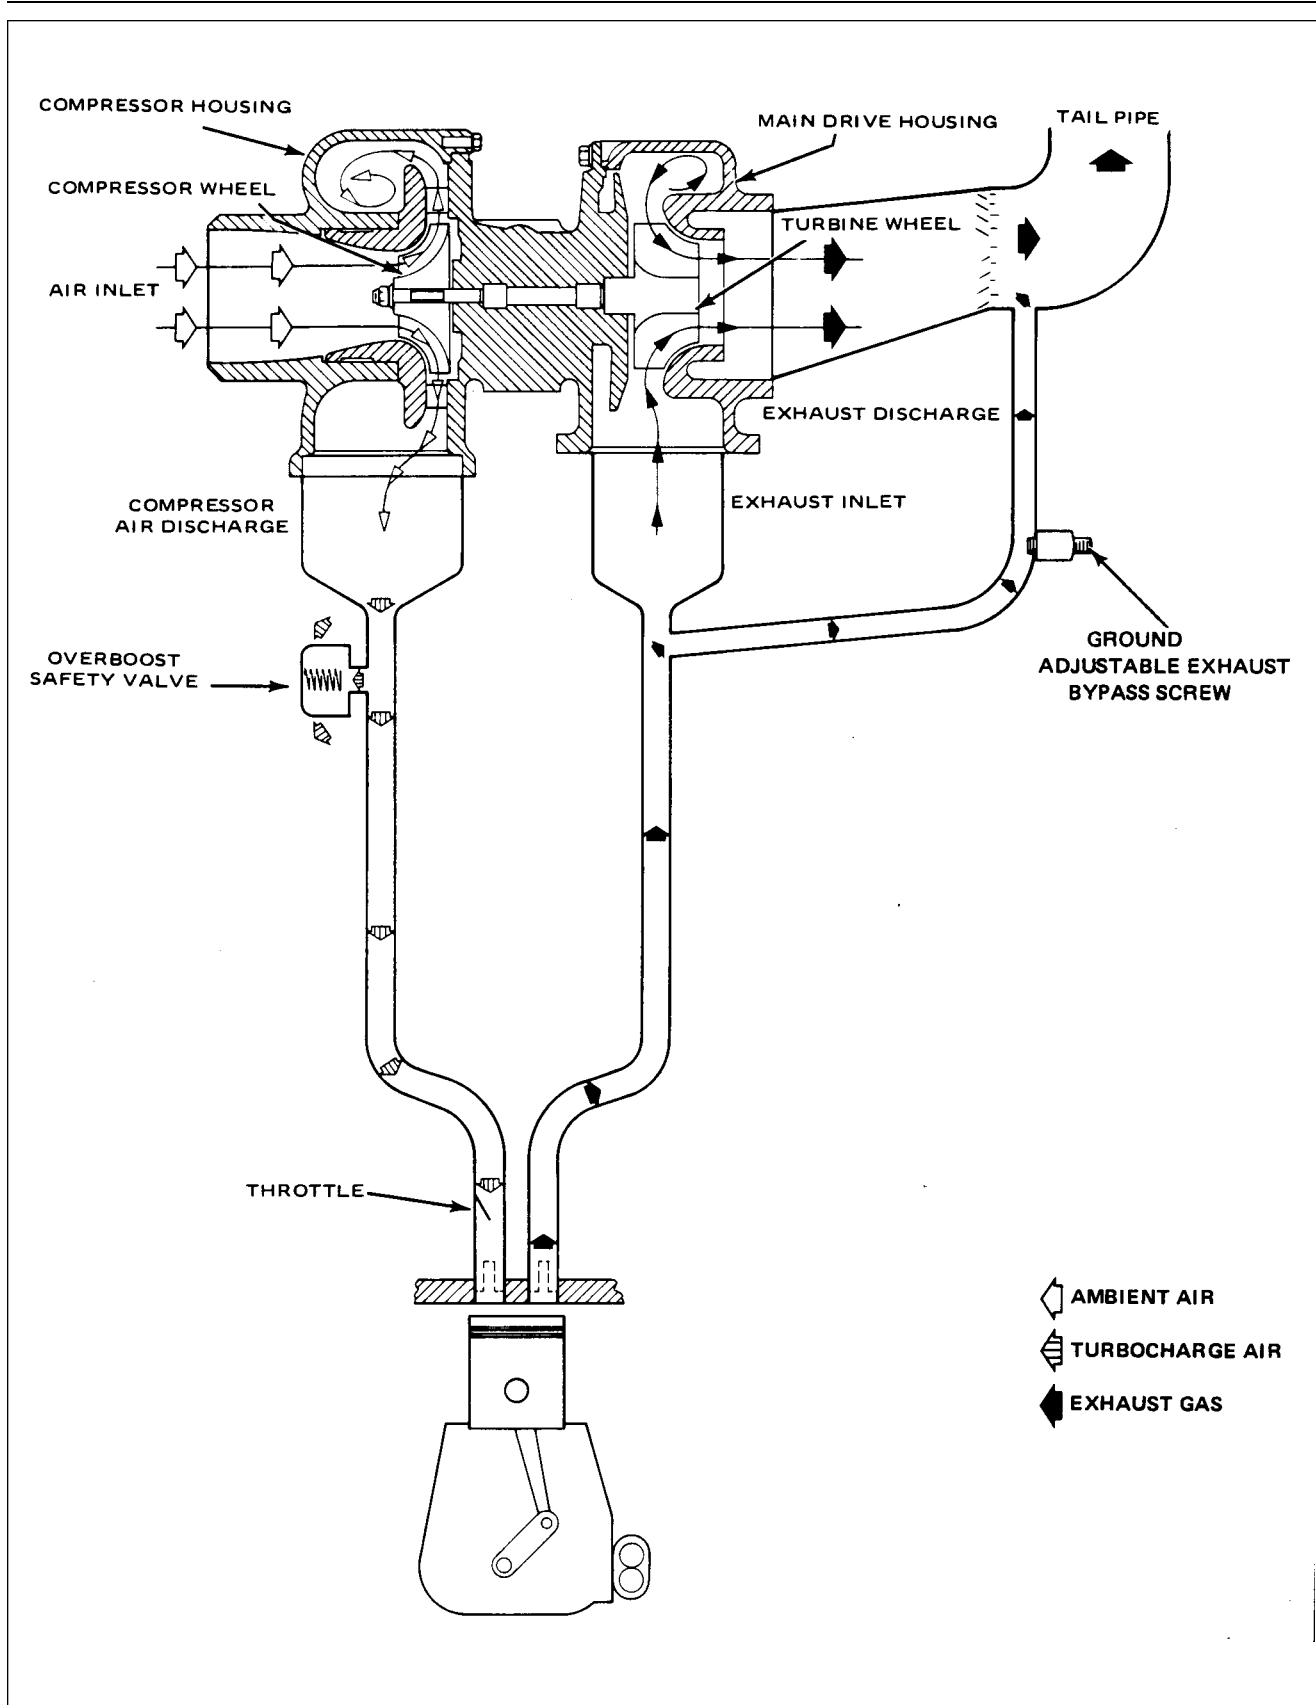 COMPRESSOR HOUSING
MAIN DRIVE HOUSING
TAIL PIPE
COMPRESSOR WHEEL
TURBINE WHEEL
AIR INLET
EXHAUST DISCHARGE
COMPRESSOR
AIR DISCHARGE
EXHAUST INLET
GROUND
ADJUSTABLE EXHAUST
BYPASS SCREW
OVERBOOST
SAFETY VALVE
THROTTLE
AMBIENT AIR
TURBOCHARGE AIR
EXHAUST GAS